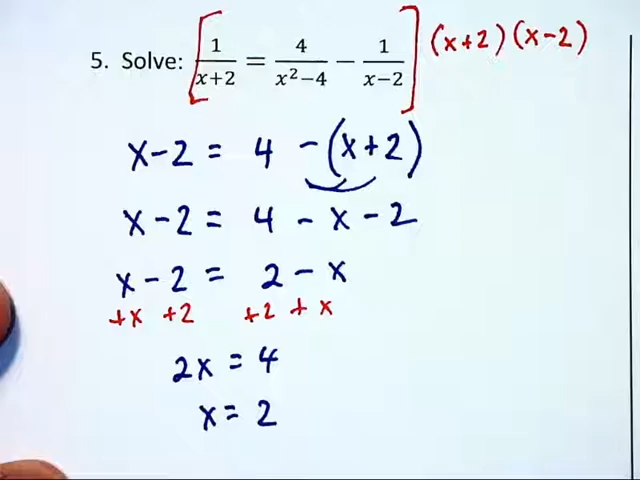 5. Solve: [1/(x+2) = 4/(x²−4) − 1/(x−2)] (x+2)(x−2)
x−2 = 4 −(x+2)
x−2 = 4 − x − 2
x−2 = 2 − x
+x +2 +2 + x
2x = 4
x = 2